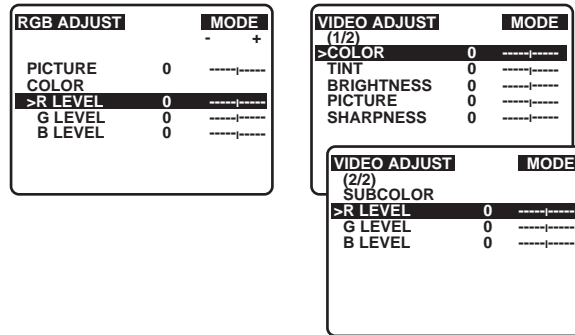 RGB ADJUST MODE
- +
PICTURE 0 -----|-----
COLOR
>R LEVEL 0 -----|-----
G LEVEL 0 -----|-----
B LEVEL 0 -----|-----
VIDEO ADJUST MODE
(1/2)
>COLOR 0 -----|-----
TINT 0 -----|-----
BRIGHTNESS 0 -----|-----
PICTURE 0 -----|-----
SHARPNESS 0 -----|-----
VIDEO ADJUST MODE
(2/2)
SUBCOLOR
>R LEVEL 0 -----|-----
G LEVEL 0 -----|-----
B LEVEL 0 -----|-----